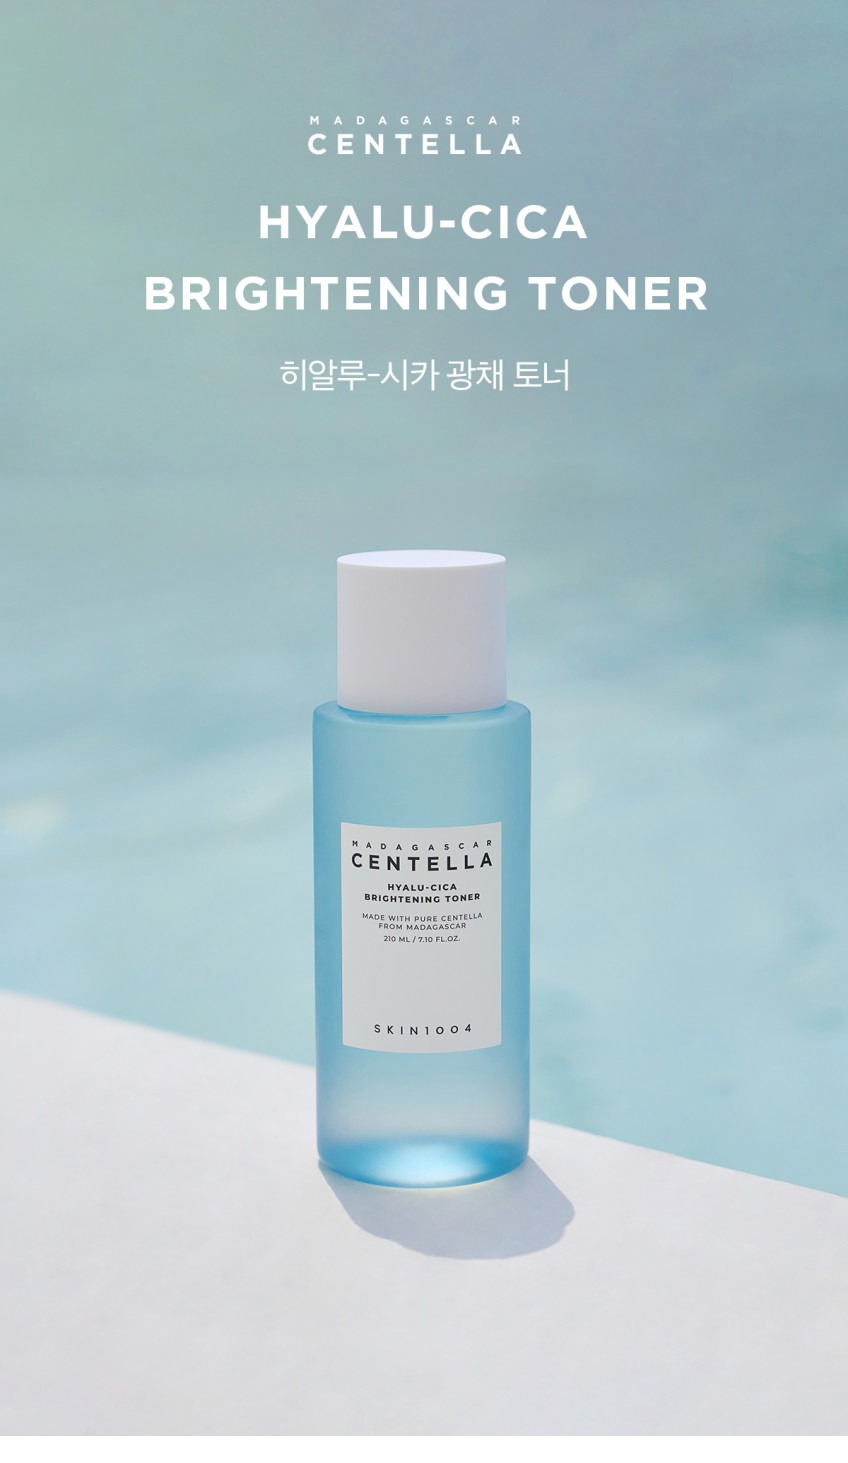 MADAGASCAR
CENTELLA
HYALU-CICA
BRIGHTENING TONER
히알루-시카 광채 토너
MADAGASCAR
CENTELLA
HYALU-CICA
BRIGHTENING TONER
MADE WITH PURE CENTELLA
FROM MADAGASCAR
210 ML / 7.10 FL.OZ.
SKIN1004